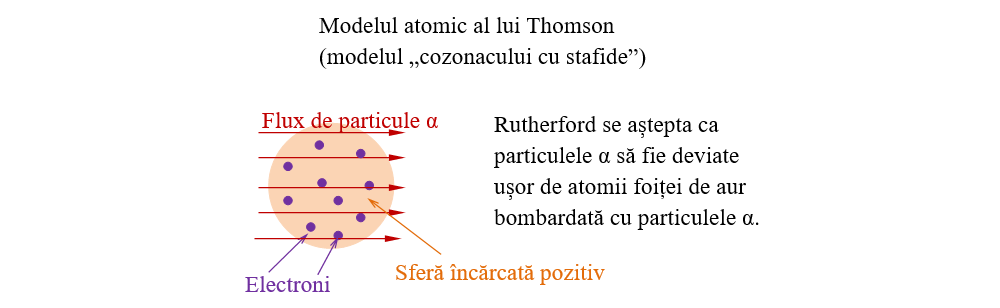 Modelul atomic al lui Thomson
(modelul „cozonacului cu stafide”)
Flux de particule α
Rutherford se aștepta ca
particulele α să fie deviate
ușor de atomii foiței de aur
bombardată cu particulele α.
Sferă încărcată pozitiv
Electroni